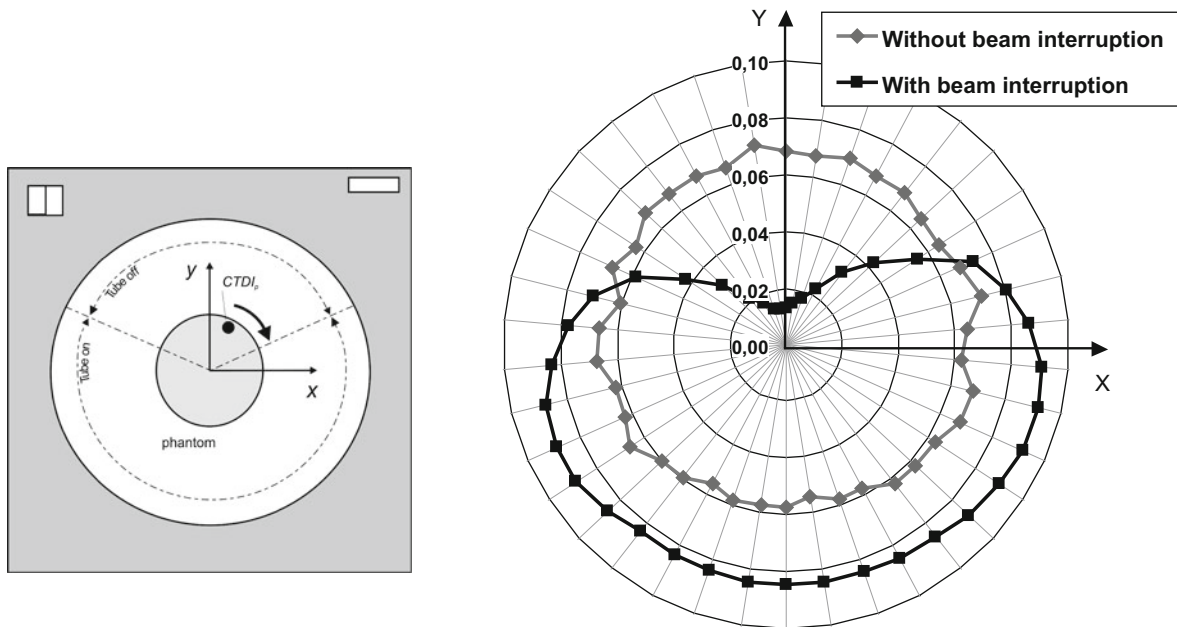 y
CTDIp
Tube off
Tube on
x
phantom
Y
Without beam interruption
With beam interruption
0,10
0,08
0,06
0,04
0,02
0,00
X
Y